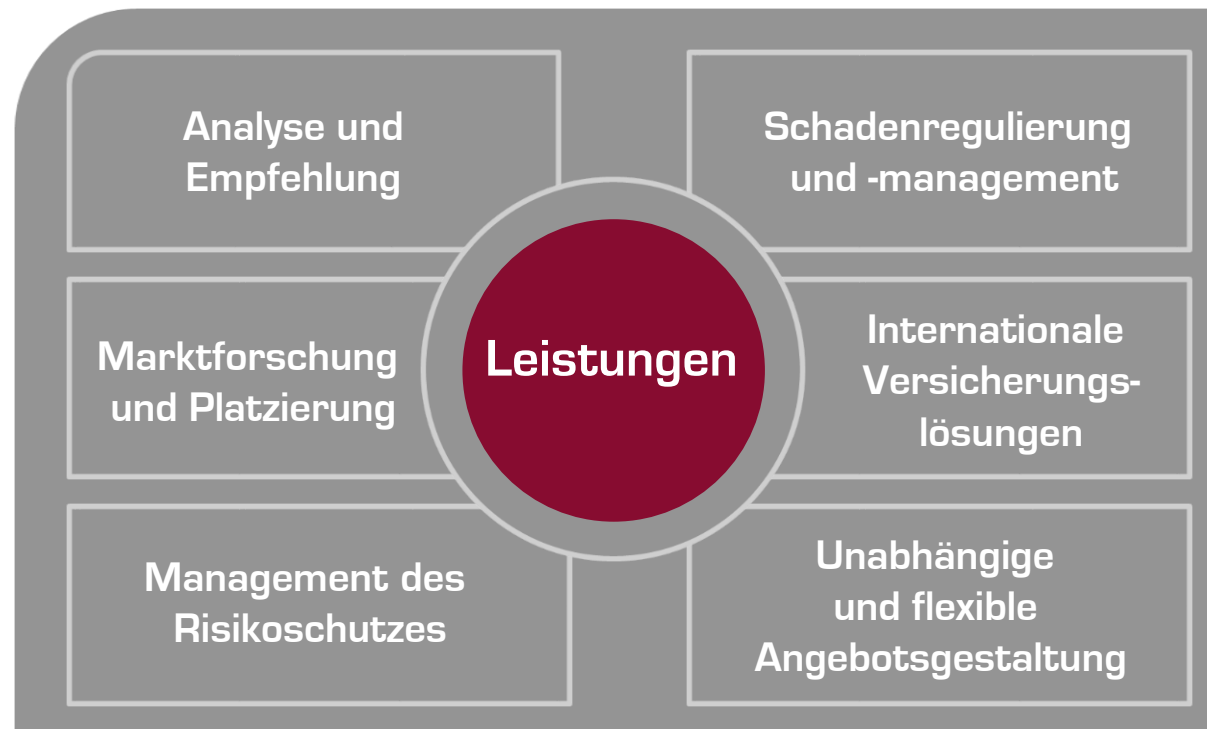 Analyse und
Empfehlung
Schadenregulierung
und -management
Marktforschung
und Platzierung
Leistungen
Internationale
Versicherungs-
lösungen
Management des
Risikoschutzes
Unabhängige
und flexible
Angebotsgestaltung